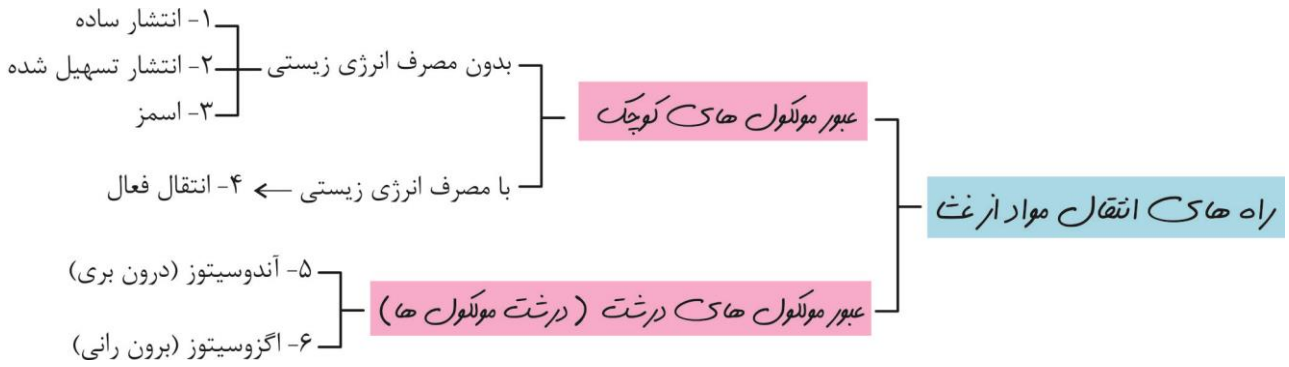 راه های انتقال مواد از غشا
عبور مولکول های کوچک
بدون مصرف انرژی زیستی
۱- انتشار ساده
۲- انتشار تسهیل شده
۳- اسمز
با مصرف انرژی زیستی ← ۴- انتقال فعال
عبور مولکول های درشت (درشت مولکول ها)
۵- آندوسیتوز (درون بری)
۶- اگزوسیتوز (برون رانی)